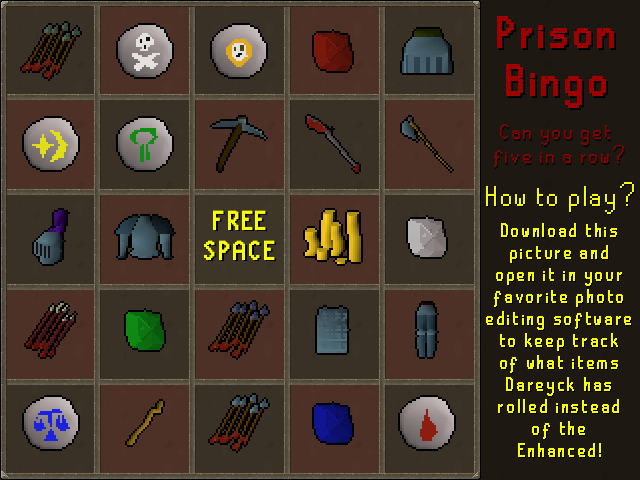 FREE
SPACE
Prison
Bingo
Can you get
five in a row?
How to play?
Download this
picture and
open it in your
favorite photo
editing software
to keep track
of what items
Dareyck has
rolled instead
of the
Enhanced!